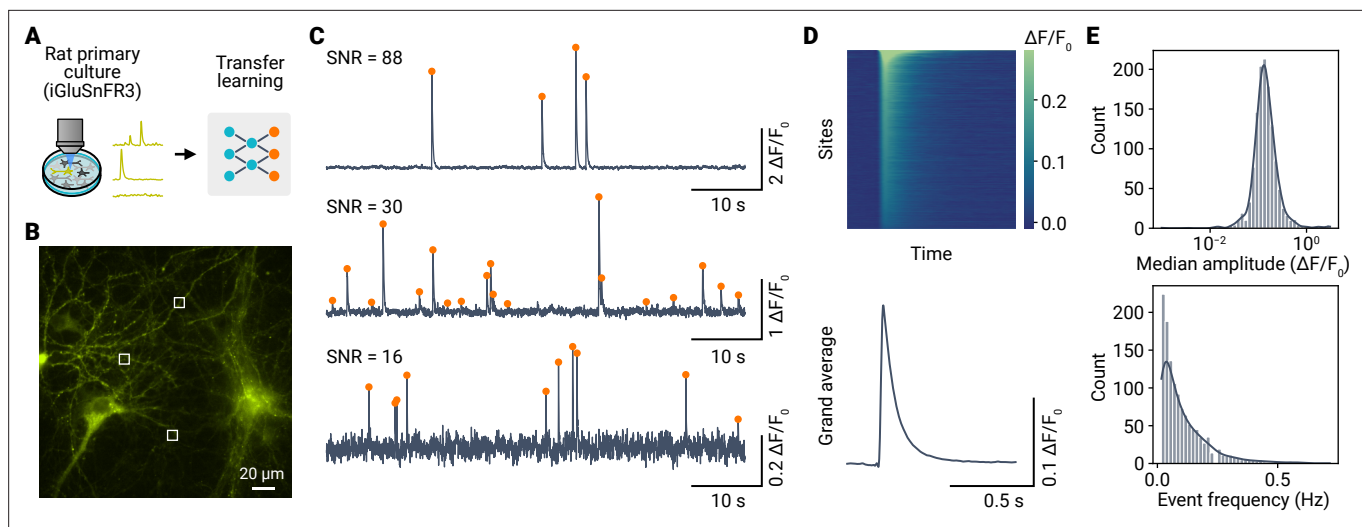 A
Rat primary
culture
(iGluSnFR3)
Transfer
learning
B
20 µm
C
SNR = 88
2 ΔF/F₀
10 s
SNR = 30
1 ΔF/F₀
10 s
SNR = 16
0.2 ΔF/F₀
10 s
D
ΔF/F₀
0.2
0.1
0.0
Sites
Time
Grand average
0.1 ΔF/F₀
0.5 s
E
200
150
100
50
0
Count
10⁻² 10⁰
Median amplitude (ΔF/F₀)
200
150
100
50
0
Count
0.0 0.5
Event frequency (Hz)